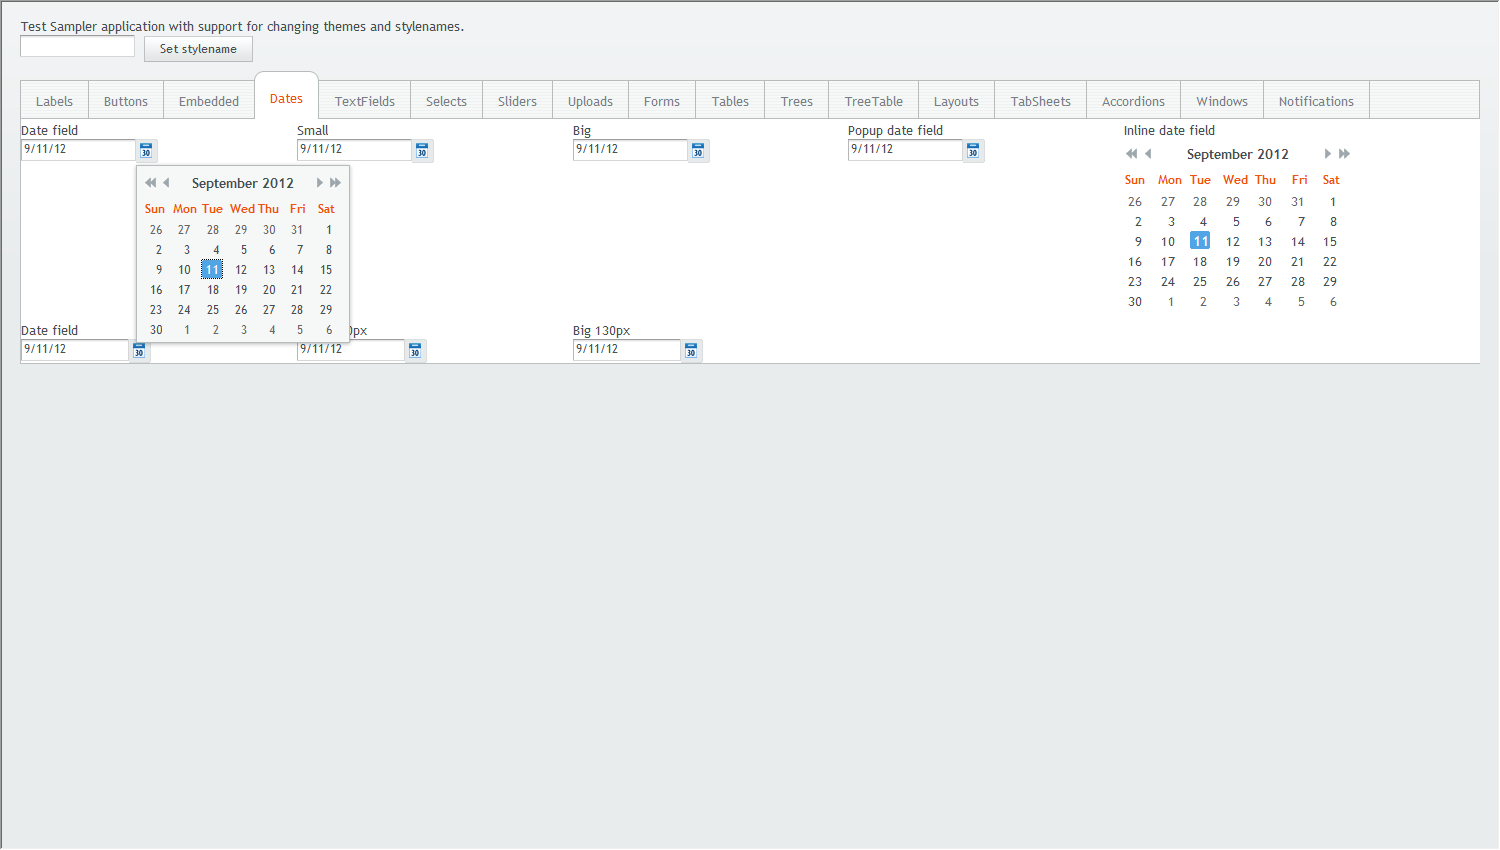 Test Sampler application with support for changing themes and stylenames.
Set stylename
Labels Buttons Embedded Dates TextFields Selects Sliders Uploads Forms Tables Trees TreeTable Layouts TabSheets Accordions Windows Notifications
Date field Small Big Popup date field Inline date field
9/11/12 30 9/11/12 30 9/11/12 30 9/11/12 30
September 2012
Sun Mon Tue Wed Thu Fri Sat
26 27 28 29 30 31 1
2 3 4 5 6 7 8
9 10 11 12 13 14 15
16 17 18 19 20 21 22
23 24 25 26 27 28 29
30 1 2 3 4 5 6
September 2012
Sun Mon Tue Wed Thu Fri Sat
26 27 28 29 30 31 1
2 3 4 5 6 7 8
9 10 11 12 13 14 15
16 17 18 19 20 21 22
23 24 25 26 27 28 29
30 1 2 3 4 5 6
Date field px Big 130px
9/11/12 30 9/11/12 30 9/11/12 30